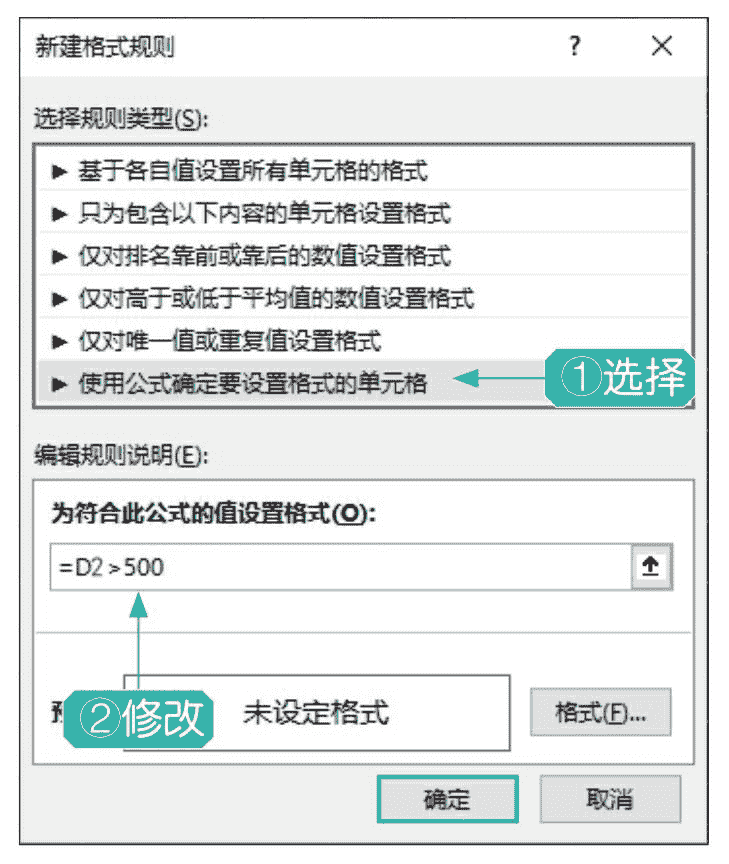 新建格式规则 ? ×
选择规则类型(S):
► 基于各自值设置所有单元格的格式
► 只为包含以下内容的单元格设置格式
► 仅对排名靠前或靠后的数值设置格式
► 仅对高于或低于平均值的数值设置格式
► 仅对唯一值或重复值设置格式
► 使用公式确定要设置格式的单元格
①选择
编辑规则说明(E):
为符合此公式的值设置格式(O):
=D2>500
②修改
未设定格式
格式(F)...
确定
取消